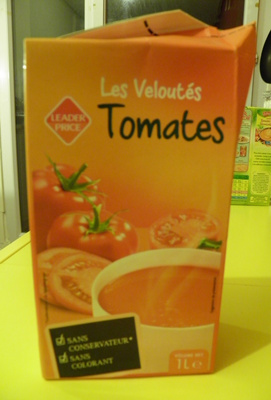 Les Veloutés
LEADER
PRICE
Tomates
SANS
CONSERVATEUR*
SANS
COLORANT
1L e